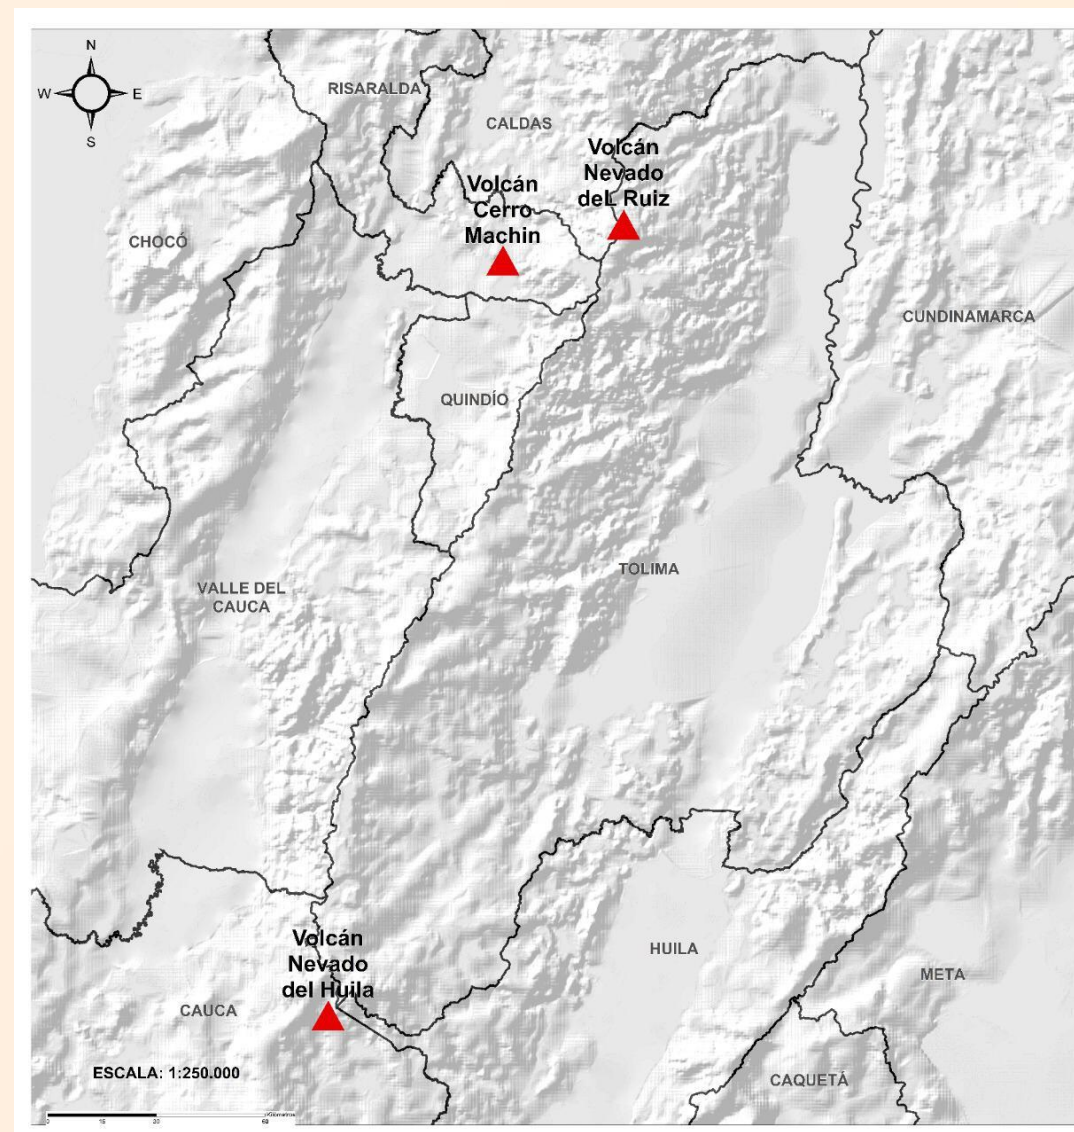 N
W
E
S
RISARALDA
CALDAS
Volcán
Nevado
deL Ruiz
Volcán
Cerro
Machin
CHOCÓ
CUNDINAMARCA
QUINDÍO
TOLIMA
VALLE DEL
CAUCA
Volcán
Nevado
del Huila
HUILA
META
CAUCA
ESCALA: 1:250.000
CAQUETÁ